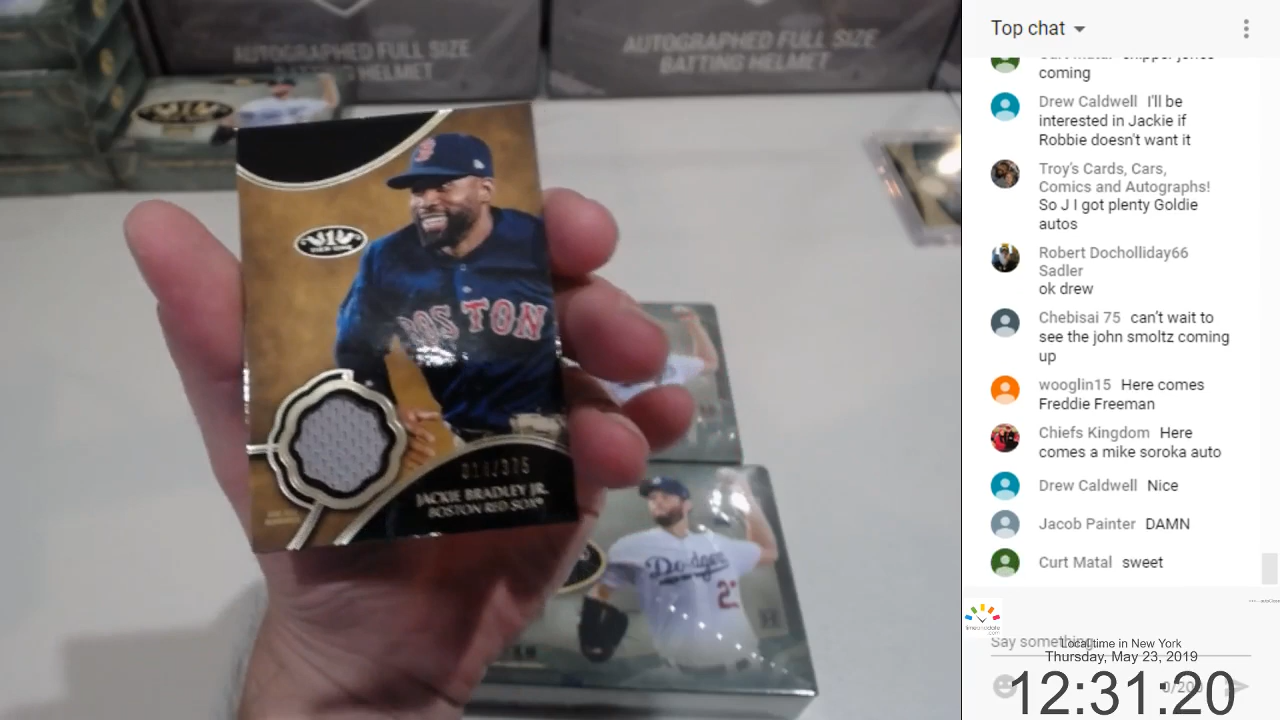 AUTOGRAPHED FULL SIZE
BATTING HELMET
AUTOGRAPHED FULL SIZE
BATTING HELMET
BOSTON
JACKIE BRADLEY JR.
BOSTON RED SOX
Dodgers
Top chat
coming
Drew Caldwell I'll be
interested in Jackie if
Robbie doesn't want it
Troy's Cards, Cars,
Comics and Autographs!
So J I got plenty Goldie
autos
Robert Docholliday66
Sadler
ok drew
Chebisai 75 can't wait to
see the john smoltz coming
up
wooglin15 Here comes
Freddie Freeman
Chiefs Kingdom Here
comes a mike soroka auto
Drew Caldwell Nice
Jacob Painter DAMN
Curt Matal sweet
Say something
Local time in New York
Thursday, May 23, 2019
0/200
12:31:20